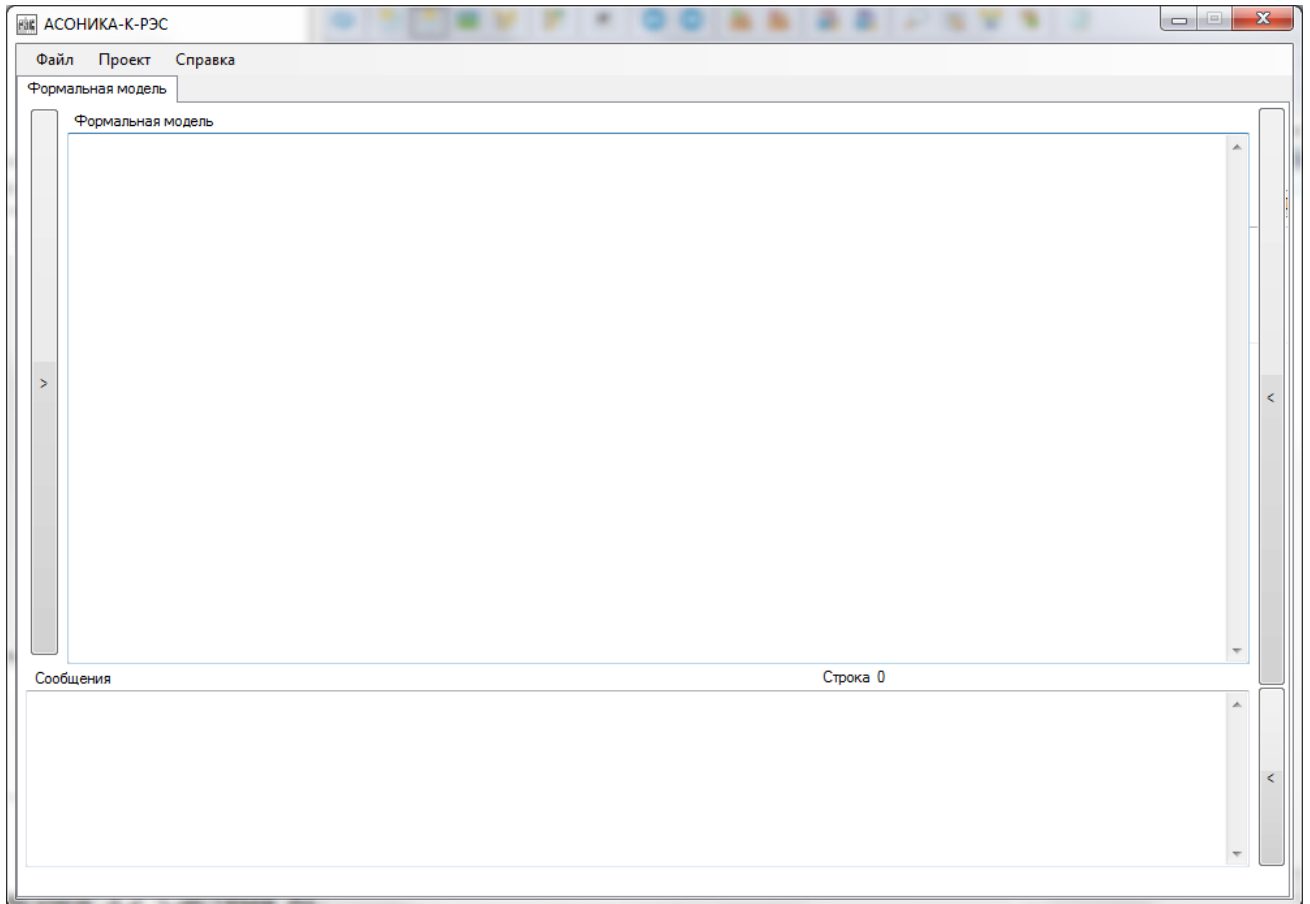 АСОНИКА-К-РЭС
Файл Проект Справка
Формальная модель
Формальная модель
>
<
Сообщения Строка 0
<